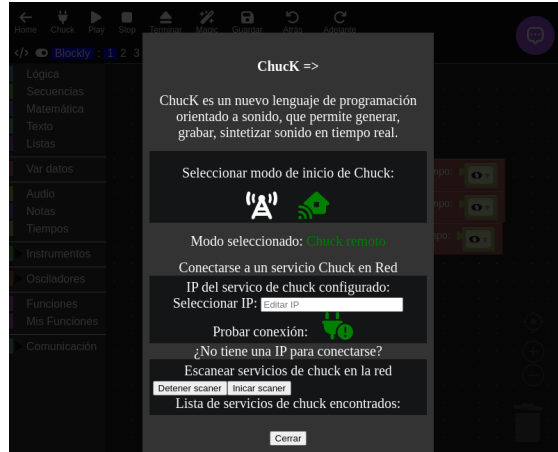 Home Chuck Play Stop Terminar Magic Guardar Atrás Adelante
</> Blockly : 1 2 3
Lógica
Secuencias
Matemática
Texto
Listas
Var datos
Audio
Notas
Tiempos
Instrumentos
Osciladores
Funciones
Mis Funciones
Comunicación
ChucK =>
ChucK es un nuevo lenguaje de programación
orientado a sonido, que permite generar,
grabar, sintetizar sonido en tiempo real.
Seleccionar modo de inicio de Chuck:
Modo seleccionado: Chuck remoto
Conectarse a un servicio Chuck en Red
IP del servico de chuck configurado:
Seleccionar IP: Editar IP
Probar conexión:
¿No tiene una IP para conectarse?
Escanear servicios de chuck en la red
Detener scaner Inicar scaner
Lista de servicios de chuck encontrados:
Cerrar
mpo:
mpo:
po: